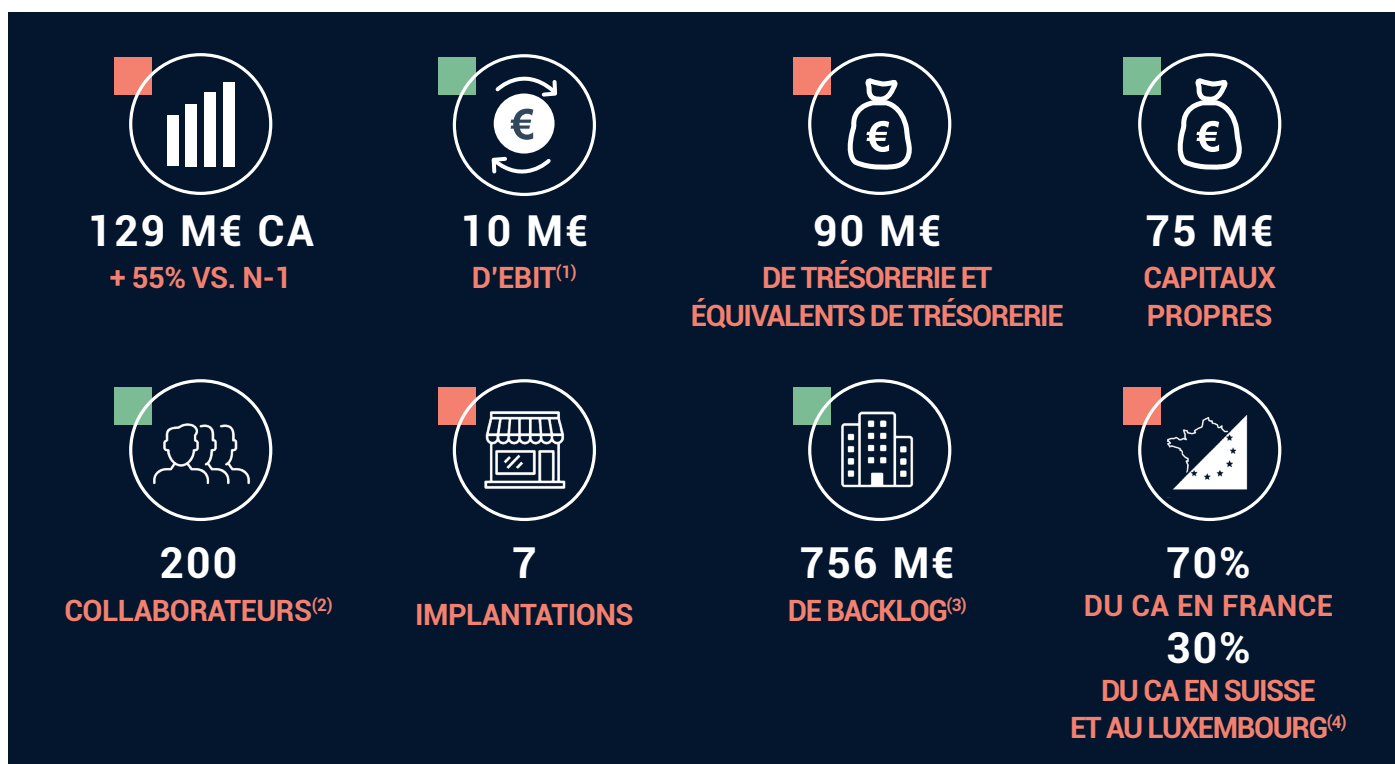 €
€
€
129 M€ CA
+ 55% VS. N-1
10 M€
D'EBIT(1)
90 M€
DE TRÉSORERIE ET
ÉQUIVALENTS DE TRÉSORERIE
75 M€
CAPITAUX
PROPRES
200
COLLABORATEURS(2)
7
IMPLANTATIONS
756 M€
DE BACKLOG(3)
70%
DU CA EN FRANCE
30%
DU CA EN SUISSE
ET AU LUXEMBOURG(4)